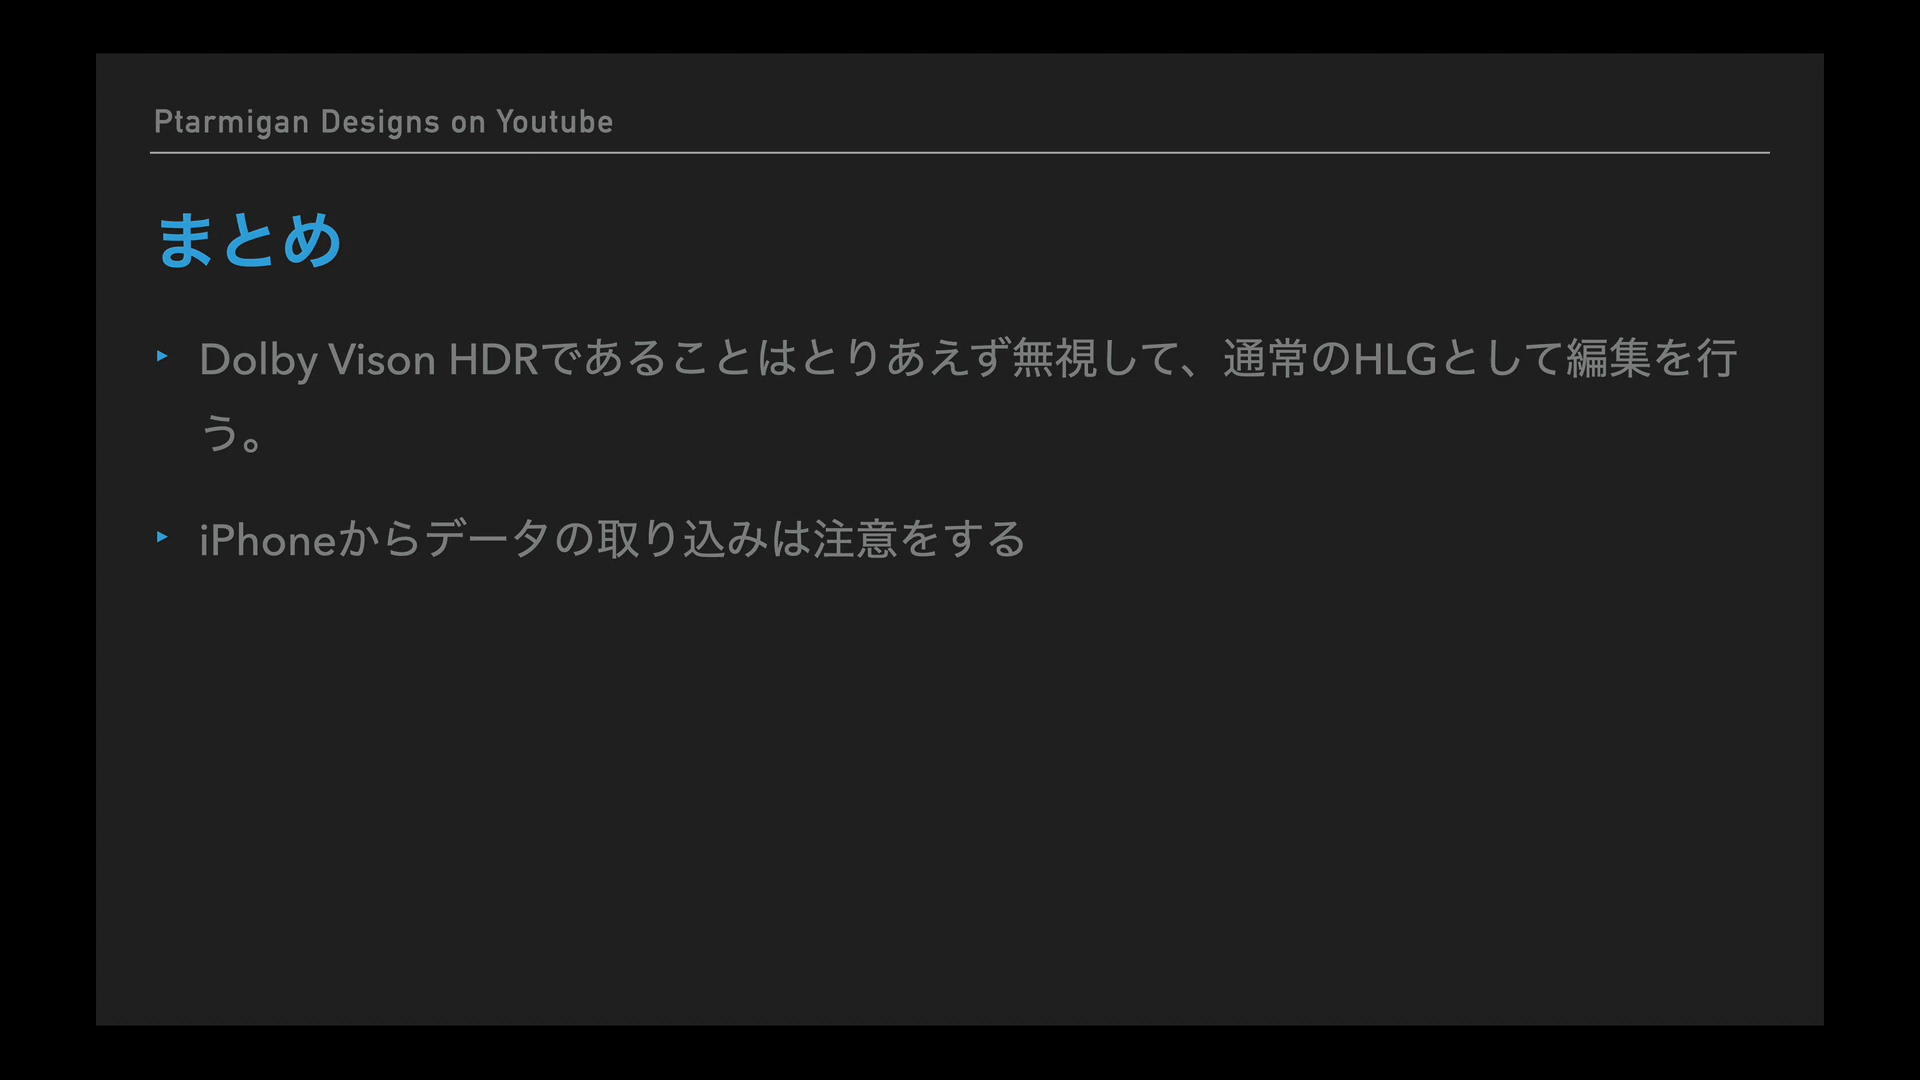 Ptarmigan Designs on Youtube
まとめ
‣ Dolby Vison HDRであることはとりあえず無視して、通常のHLGとして編集を行
う。
‣ iPhoneからデータの取り込みは注意をする